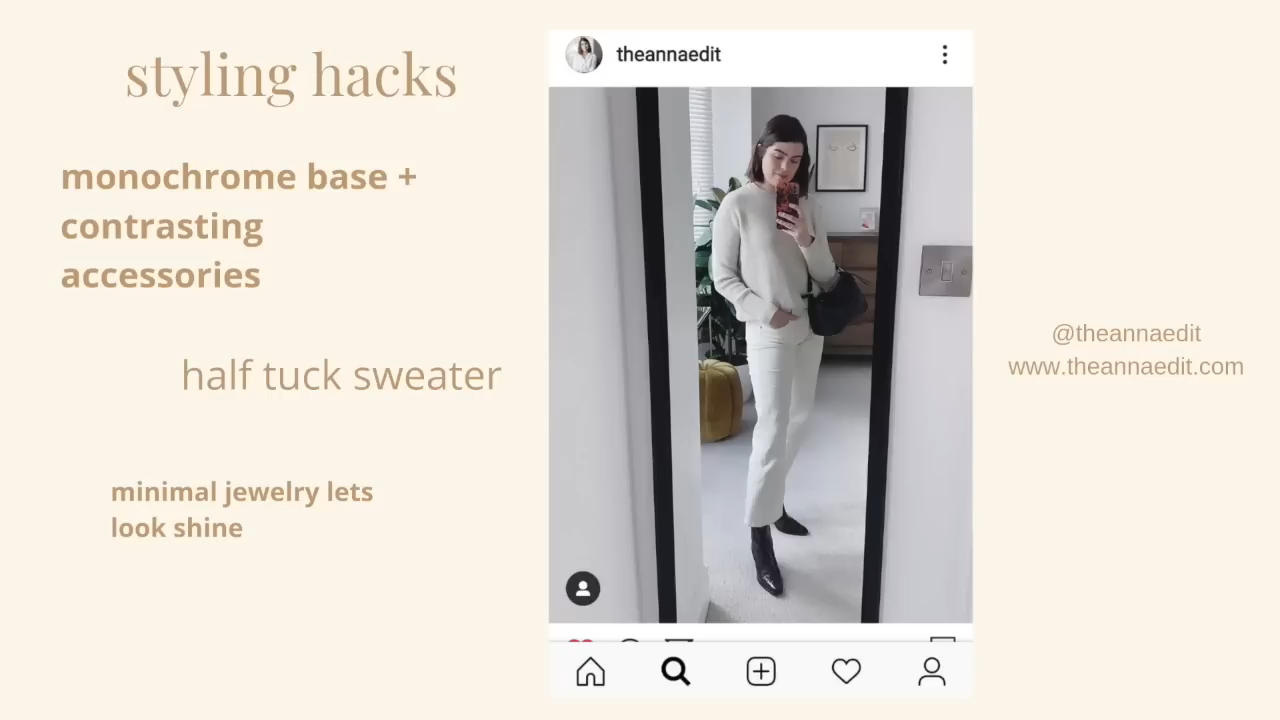 styling hacks
monochrome base +
contrasting
accessories
half tuck sweater
minimal jewelry lets
look shine
theannaedit
@theannaedit
www.theannaedit.com